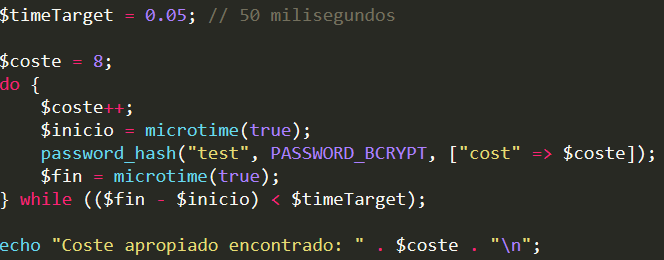 $timeTarget = 0.05; // 50 milisegundos
$coste = 8;
do {
    $coste++;
    $inicio = microtime(true);
    password_hash("test", PASSWORD_BCRYPT, ["cost" => $coste]);
    $fin = microtime(true);
} while (($fin - $inicio) < $timeTarget);
echo "Coste apropiado encontrado: " . $coste . "\n";